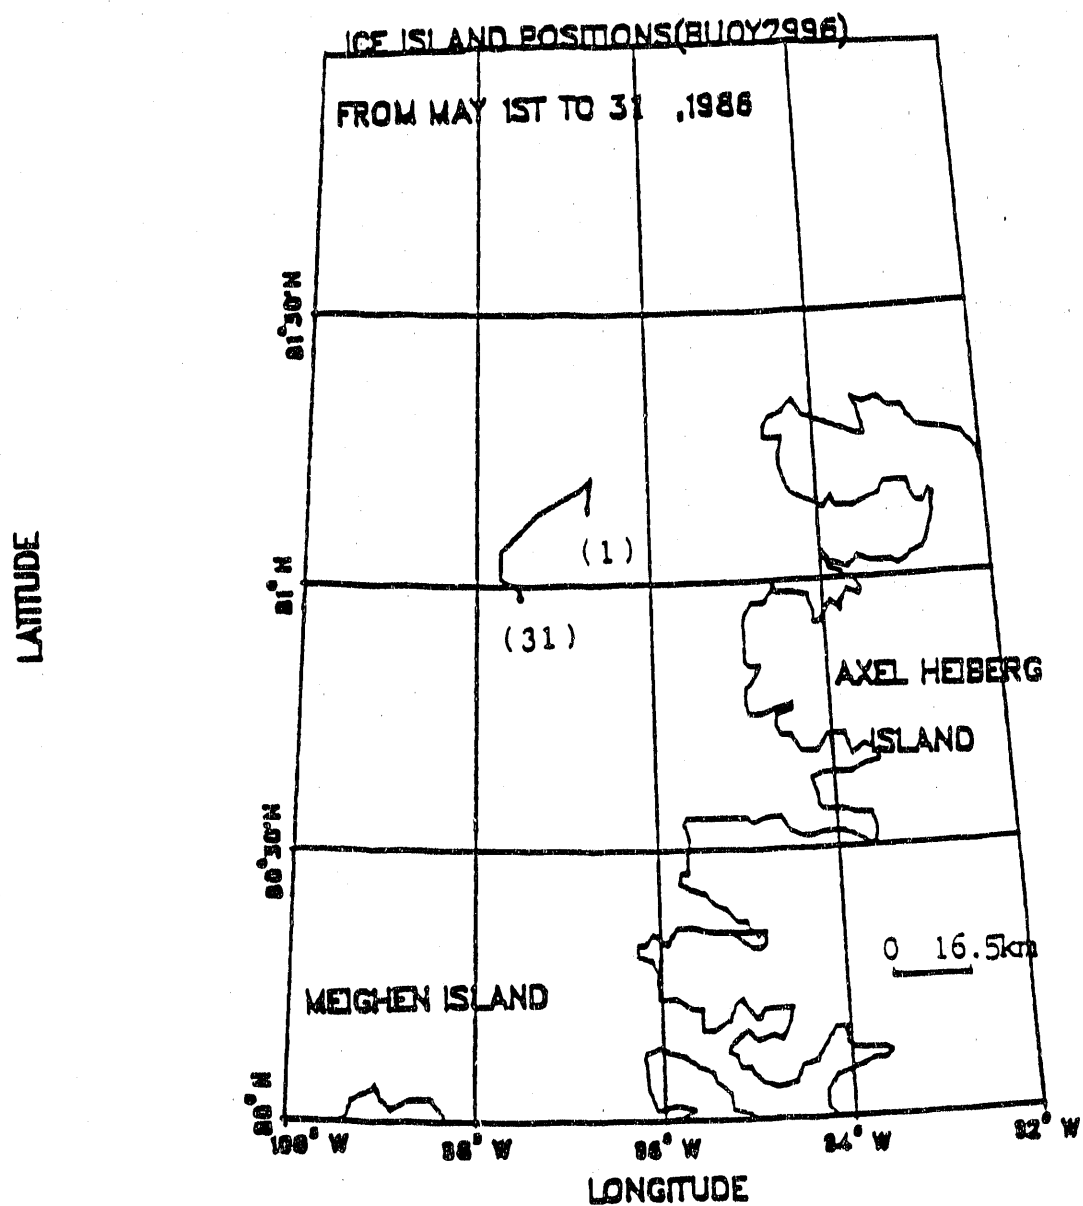 ICE ISLAND POSITIONS(BUOY2996)
FROM MAY 1ST TO 31 ,1986
81°30'N
(1)
81° N
(31)
LATITUDE
AXEL HEIBERG
ISLAND
80°30'N
0 16.5km
MEIGHEN ISLAND
80° N
100° W 98° W 96° W 94° W 92° W
LONGITUDE